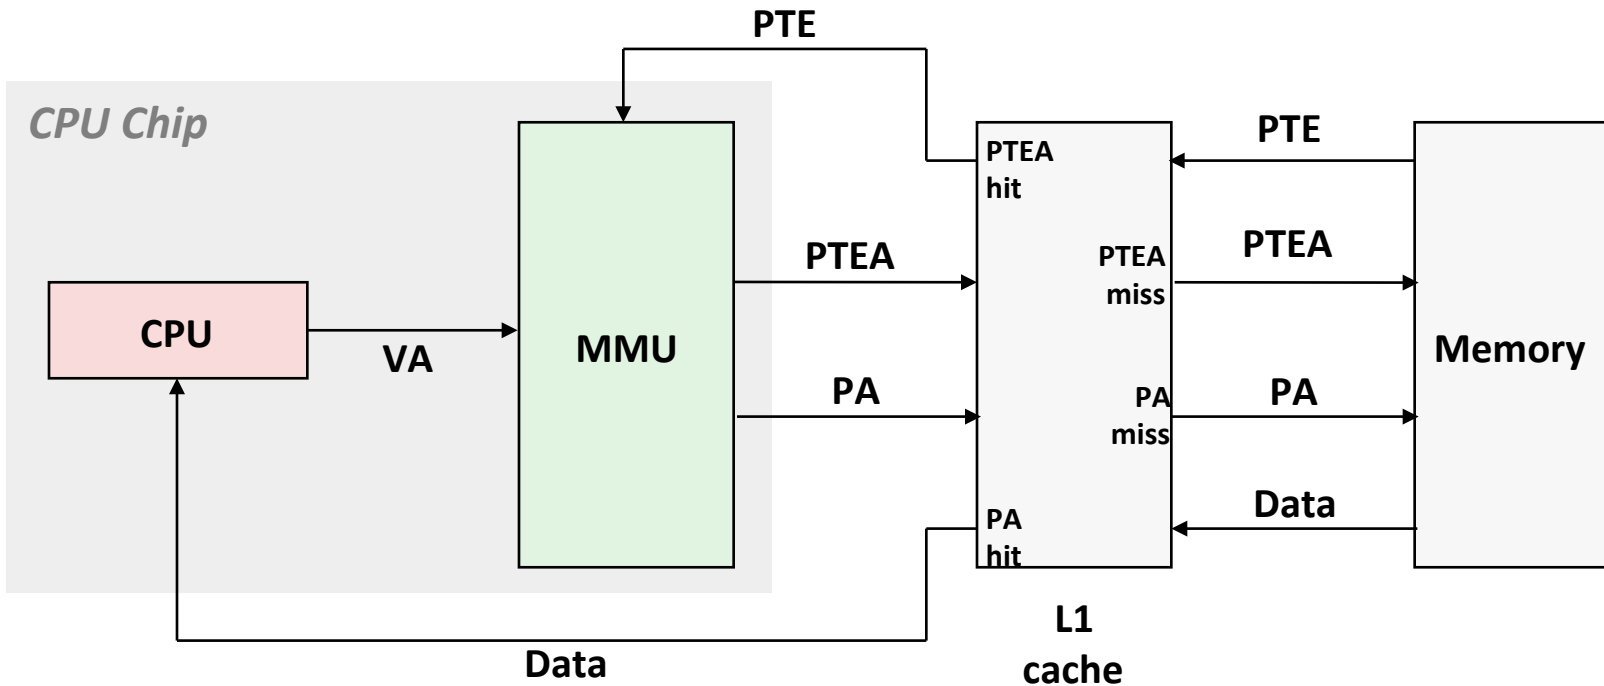 PTE
CPU Chip
PTEA
hit
PTE
PTEA
PTEA
miss
PTEA
CPU
VA
MMU
Memory
PA
PA
miss
PA
PA
hit
Data
L1
cache
Data